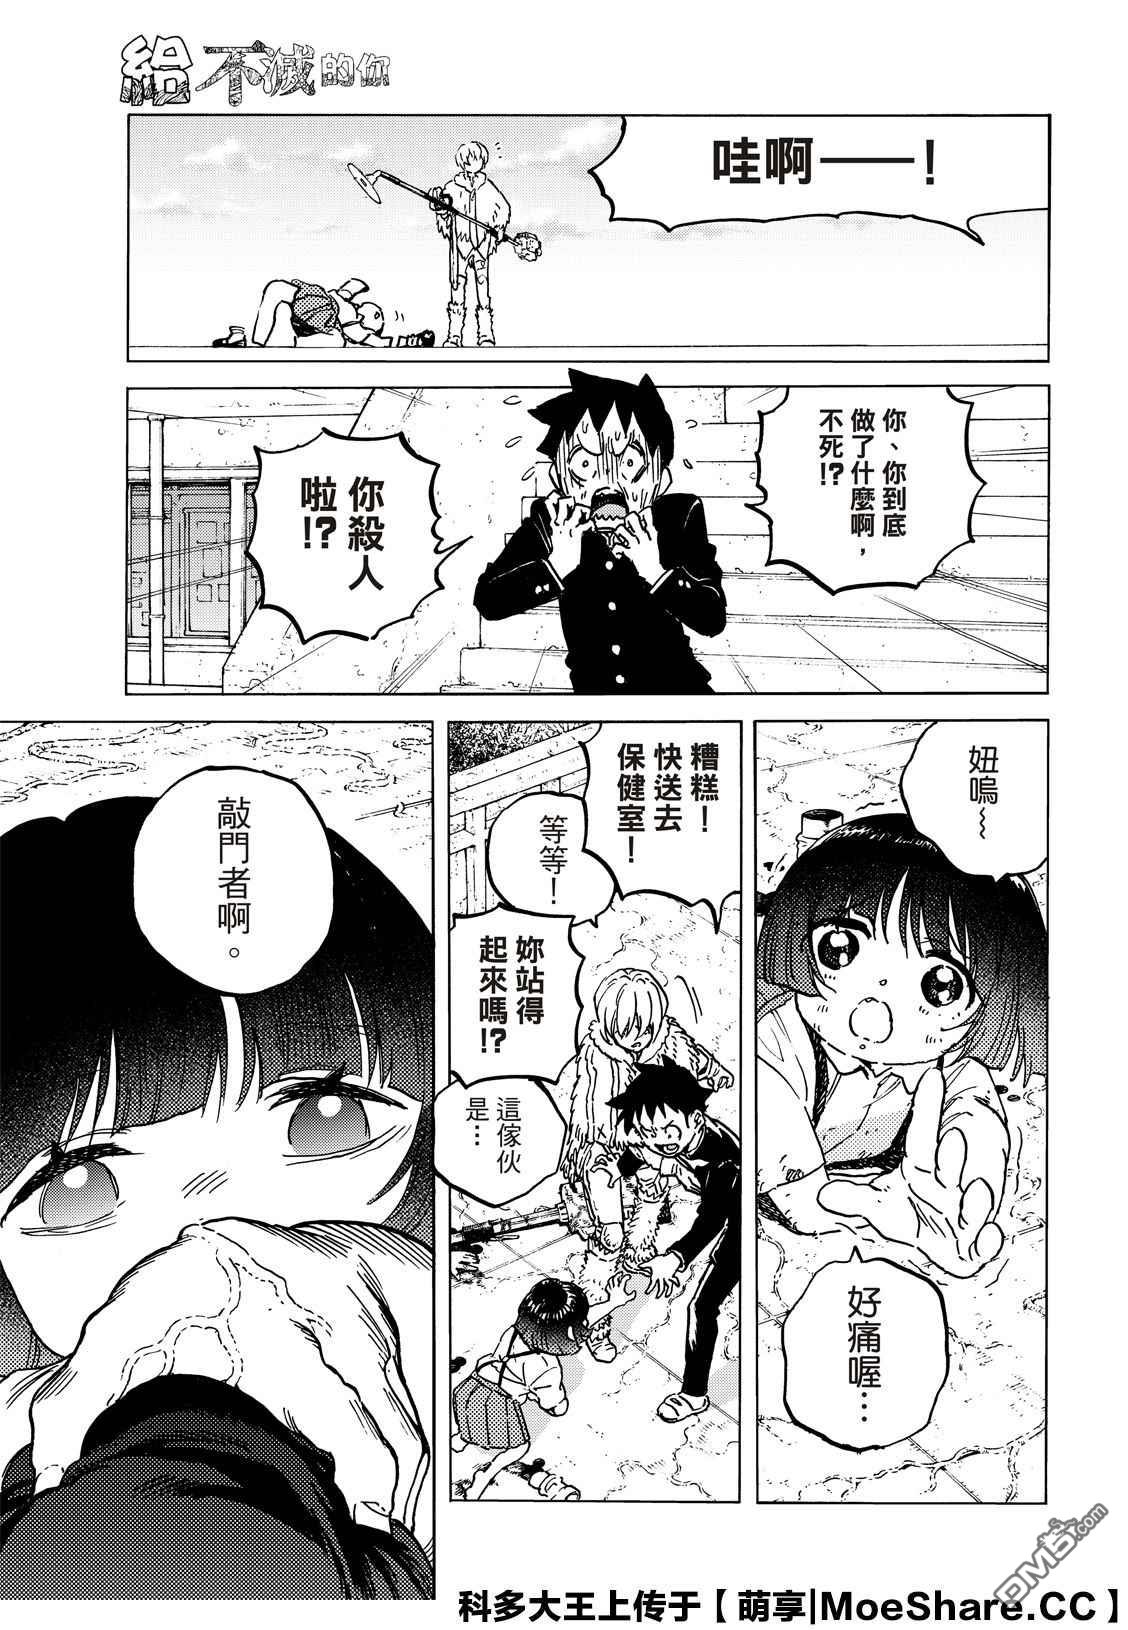 給不滅的你
哇啊——！
你、你到底
做了什麼啊，
不死!?
你殺人
啦!?
妞嗚～
好痛喔…
糟糕！
快送去
保健室！
等等！
妳站得
起來嗎!?
這傢伙
是…
敲門者啊。
DM5.com
科多大王上传于【萌享|MoeShare.CC】